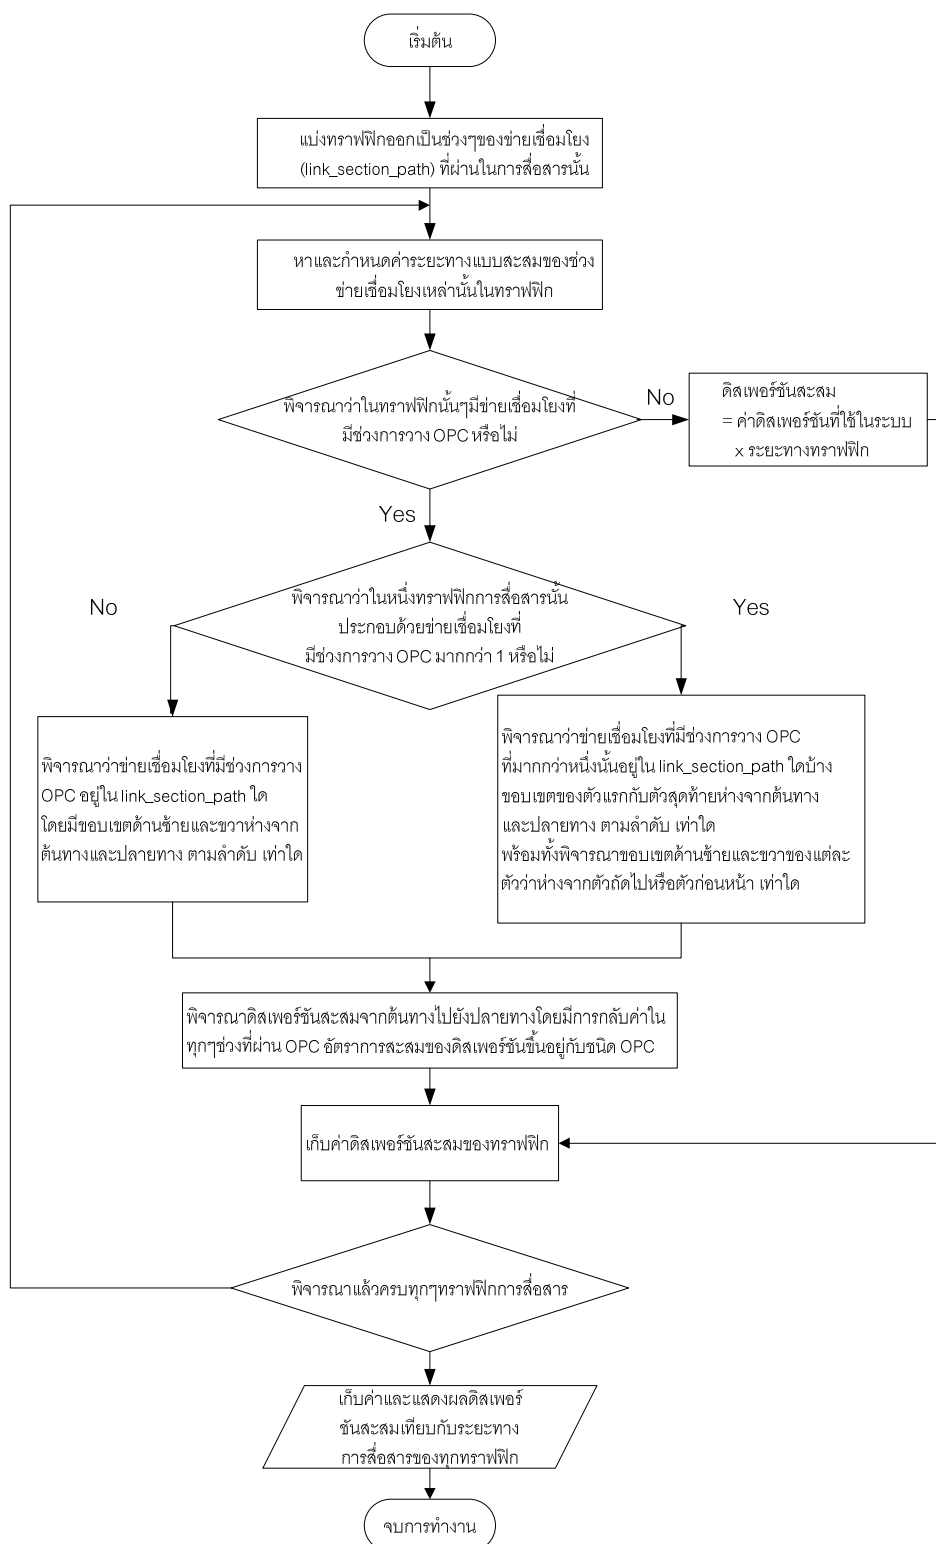 เริ่มต้น
แบ่งทราฟฟิกออกเป็นช่วงๆของข่ายเชื่อมโยง
(link_section_path) ที่ผ่านในการสื่อสารนั้น
หาและกำหนดค่าระยะทางแบบสะสมของช่วง
ข่ายเชื่อมโยงเหล่านั้นในทราฟฟิก
พิจารณาว่าในทราฟฟิกนั้นๆมีข่ายเชื่อมโยงที่
มีช่วงการวาง OPC หรือไม่
No
ดิสเพอร์ชันสะสม
= ค่าดิสเพอร์ชันที่ใช้ในระบบ
x ระยะทางทราฟฟิก
Yes
พิจารณาว่าในหนึ่งทราฟฟิกการสื่อสารนั้น
ประกอบด้วยข่ายเชื่อมโยงที่
มีช่วงการวาง OPC มากกว่า 1 หรือไม่
No
Yes
พิจารณาว่าข่ายเชื่อมโยงที่มีช่วงการวาง
OPC อยู่ใน link_section_path ใด
โดยมีขอบเขตด้านซ้ายและขวาห่างจาก
ต้นทางและปลายทาง ตามลำดับ เท่าใด
พิจารณาว่าข่ายเชื่อมโยงที่มีช่วงการวาง OPC
ที่มากกว่าหนึ่งนั้นอยู่ใน link_section_path ใดบ้าง
ขอบเขตของตัวแรกกับตัวสุดท้ายห่างจากต้นทาง
และปลายทาง ตามลำดับ เท่าใด
พร้อมทั้งพิจารณาขอบเขตด้านซ้ายและขวาของแต่ละ
ตัวว่าห่างจากตัวถัดไปหรือตัวก่อนหน้า เท่าใด
พิจารณาดิสเพอร์ชันสะสมจากต้นทางไปยังปลายทางโดยมีการกลับค่าใน
ทุกๆช่วงที่ผ่าน OPC อัตราการสะสมของดิสเพอร์ชันขึ้นอยู่กับชนิด OPC
เก็บค่าดิสเพอร์ชันสะสมของทราฟฟิก
พิจารณาแล้วครบทุกๆทราฟฟิกการสื่อสาร
เก็บค่าและแสดงผลดิสเพอร์
ชันสะสมเทียบกับระยะทาง
การสื่อสารของทุกทราฟฟิก
จบการทำงาน